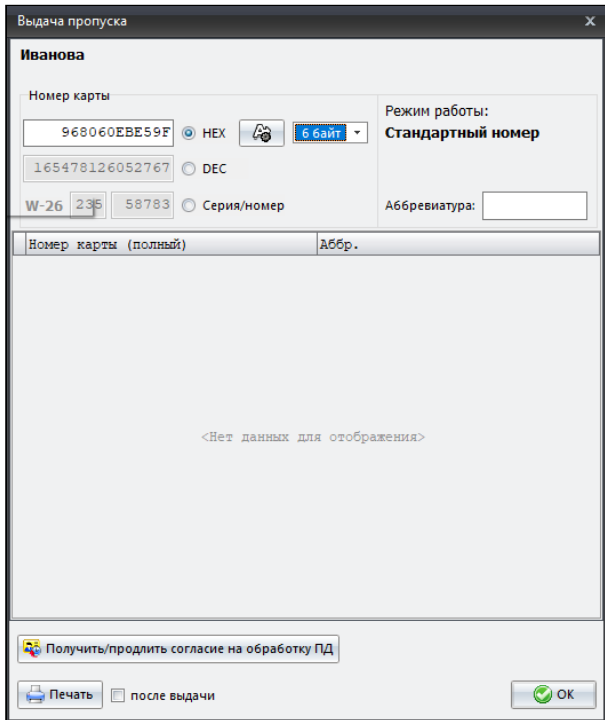 Выдача пропуска x
Иванова
Номер карты
968060EBE59F HEX 6 байт
165478126052767 DEC
W-26 235 58783 Серия/номер
Режим работы:
Стандартный номер
Аббревиатура:
Номер карты (полный) Аббр.
<Нет данных для отображения>
Получить/продлить согласие на обработку ПД
Печать после выдачи OK